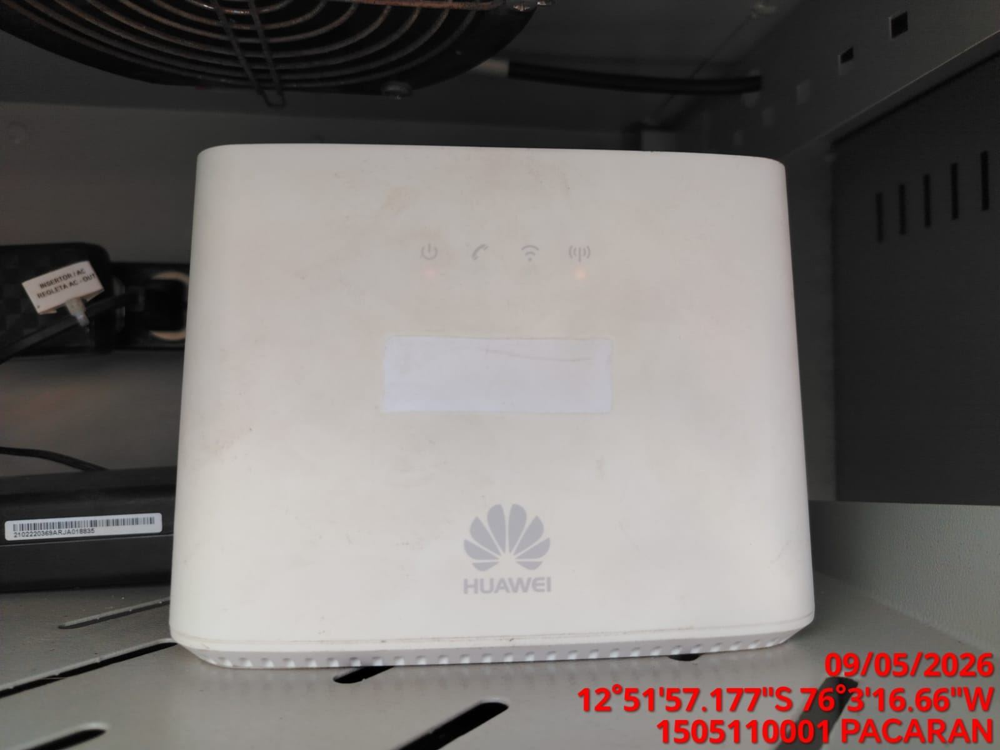 INSERTOR / AC
REGLETA AC - OUT
2102220369ARJA018835
HUAWEI
09/05/2026
12°51'57.177"S 76°3'16.66"W
1505110001 PACARAN